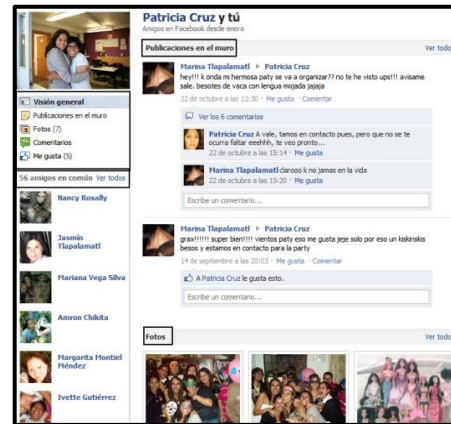 Patricia Cruz y tú
Amigos en Facebook desde enero
Publicaciones en el muro
Ver todo
Marina Tlapalamatl ▸ Patricia Cruz
hey!!! k onda mi hermosa paty se va a organizar?? no te he visto ups!!! avisame
sale. besotes de vaca con lengua mojada jajaja
22 de octubre a las 12:30 · Me gusta · Comentar
Ver los 6 comentarios
Patricia Cruz A vale, tamos en contacto pues, pero que no se te
ocurra faltar eeehhh, te veo pronto...
22 de octubre a las 15:14 · Me gusta
Marina Tlapalamatl darooo k no jamas en la vida
22 de octubre a las 15:20 · Me gusta
Escribe un comentario...
Marina Tlapalamatl ▸ Patricia Cruz
grax!!!!!! super bien!!!! vientos paty eso me gusta jeje solo por eso un kiskiriskis
besos y estamos en contacto para la party
14 de septiembre a las 20:03 · Me gusta · Comentar
A Patricia Cruz le gusta esto.
Escribe un comentario...
Fotos
Ver todo
Visión general
Publicaciones en el muro
Fotos (7)
Comentarios
Me gusta (5)
56 amigos en común Ver todos
Nancy Rosally
Jasmin
Tlapalamatl
Mariana Vega Silva
Amron Chikita
Margarita Montiel
Méndez
Ivette Gutiérrez